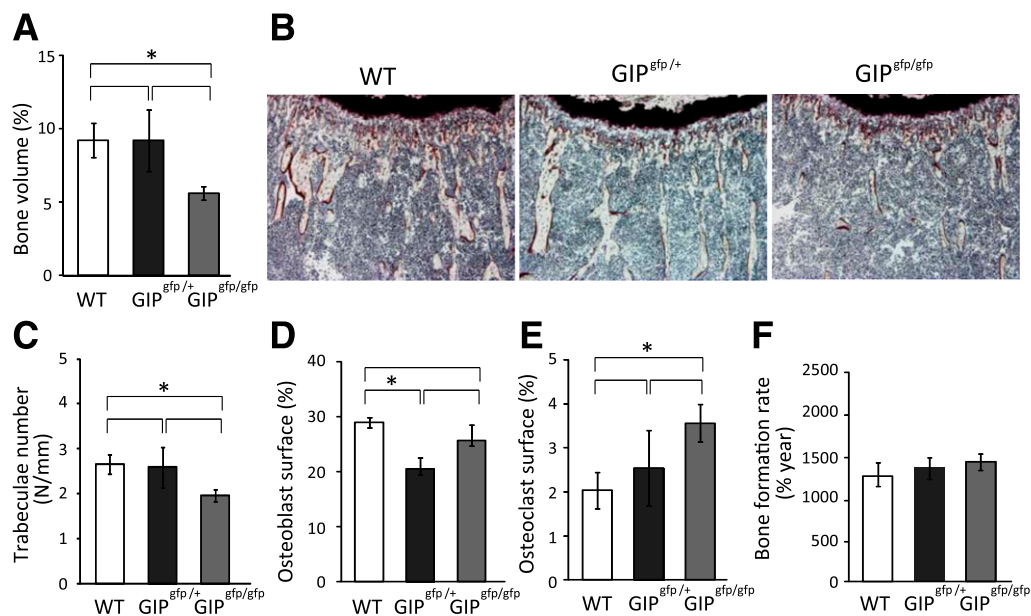 A
Bone volume (%)
15
10
5
0
*
WT GIP gfp/+ GIP gfp/gfp
B
WT GIP gfp/+ GIP gfp/gfp
C
Trabeculae number
(N/mm)
5
4
3
2
1
0
*
WT GIP gfp/+ GIP gfp/gfp
D
Osteoblast surface (%)
40
30
20
10
0
*
WT GIP gfp/+ GIP gfp/gfp
E
Osteoclast surface (%)
5
4
3
2
1
0
*
WT GIP gfp/+ GIP gfp/gfp
F
Bone formation rate
(% year)
2500
2000
1500
1000
500
0
WT GIP gfp/+ GIP gfp/gfp